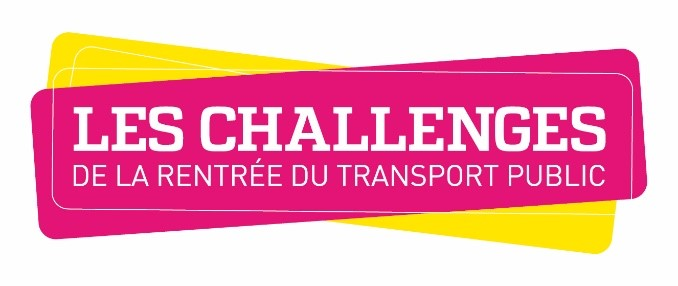 LES CHALLENGES
DE LA RENTRÉE DU TRANSPORT PUBLIC